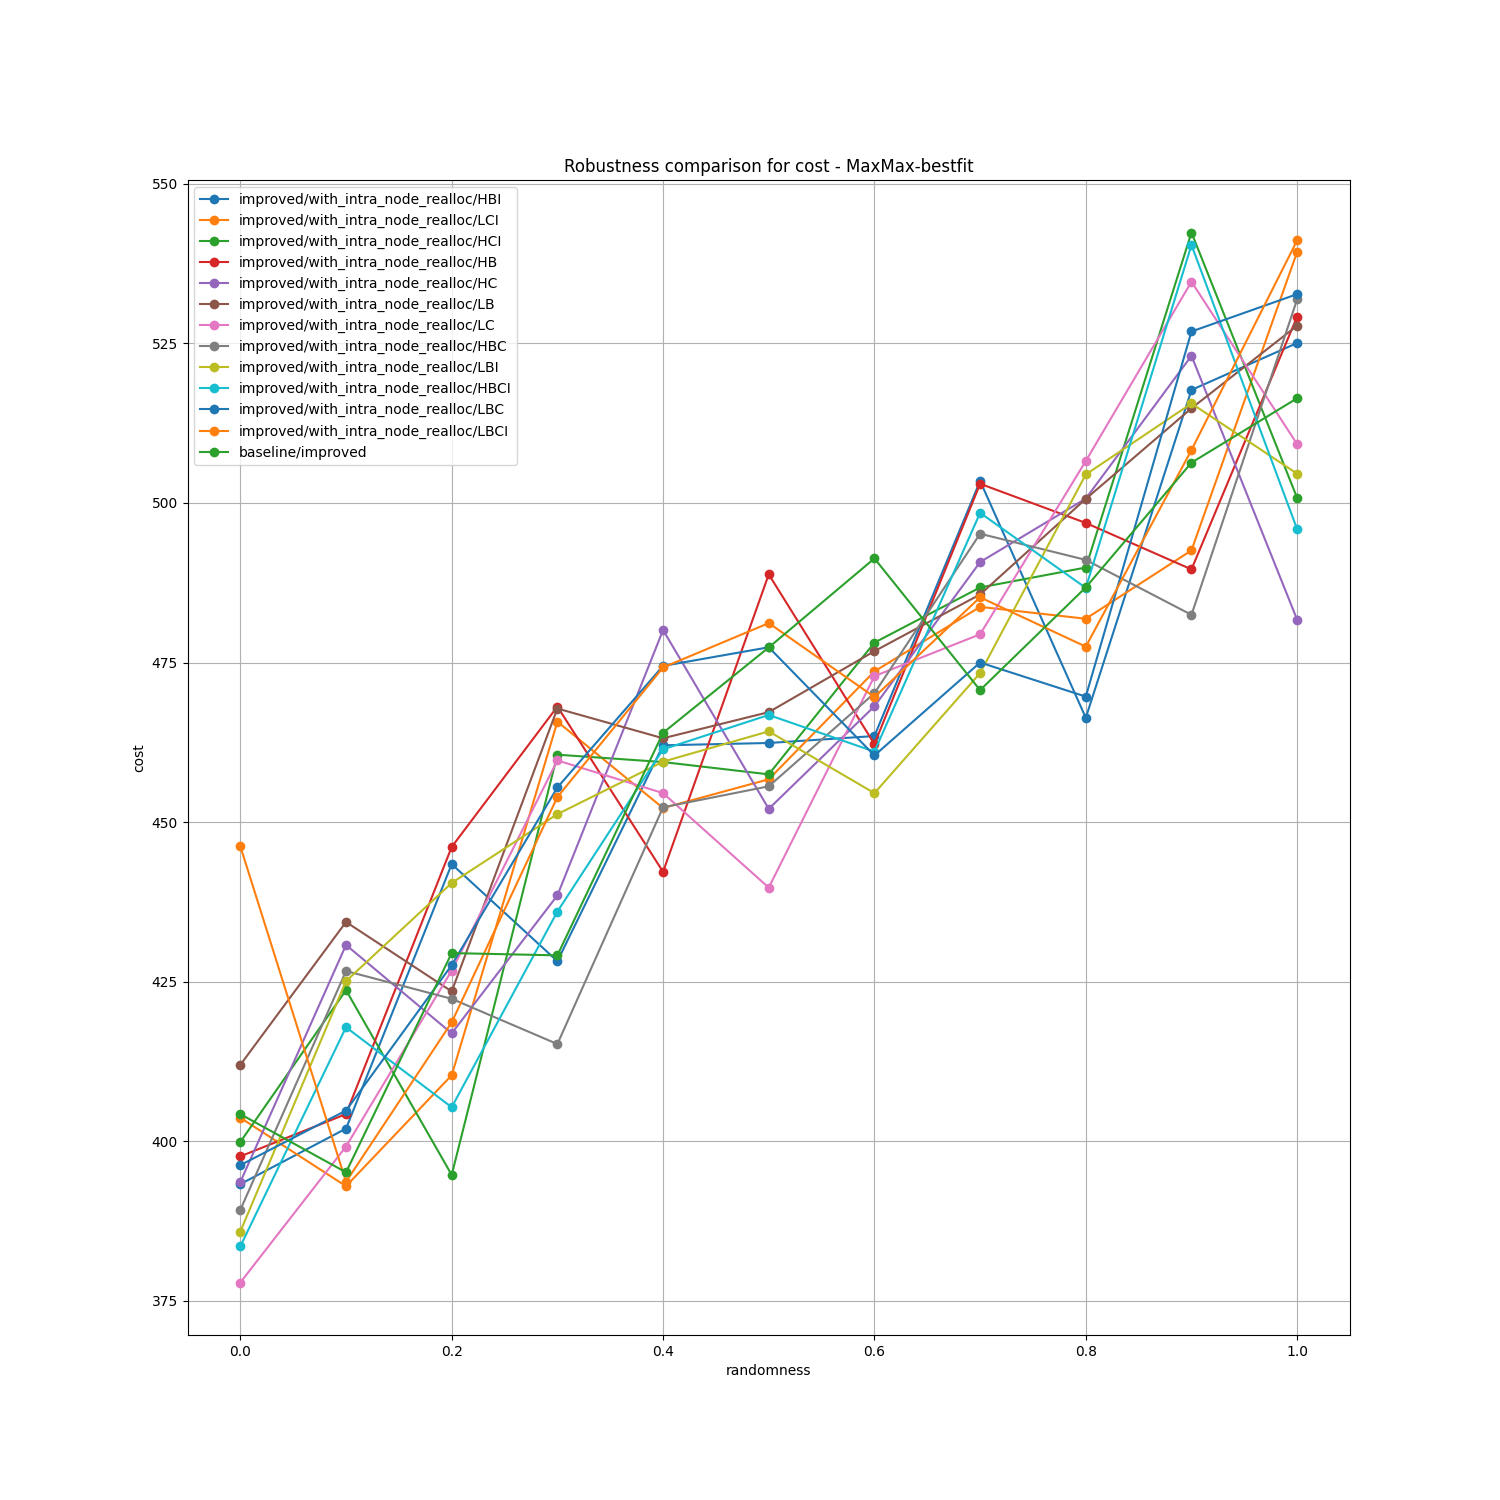 Robustness comparison for cost - MaxMax-bestfit
550
525
500
475
450
425
400
375
cost
improved/with_intra_node_realloc/HBI
improved/with_intra_node_realloc/LCI
improved/with_intra_node_realloc/HCI
improved/with_intra_node_realloc/HB
improved/with_intra_node_realloc/HC
improved/with_intra_node_realloc/LB
improved/with_intra_node_realloc/LC
improved/with_intra_node_realloc/HBC
improved/with_intra_node_realloc/LBI
improved/with_intra_node_realloc/HBCI
improved/with_intra_node_realloc/LBC
improved/with_intra_node_realloc/LBCI
baseline/improved
0.0 0.2 0.4 0.6 0.8 1.0
randomness